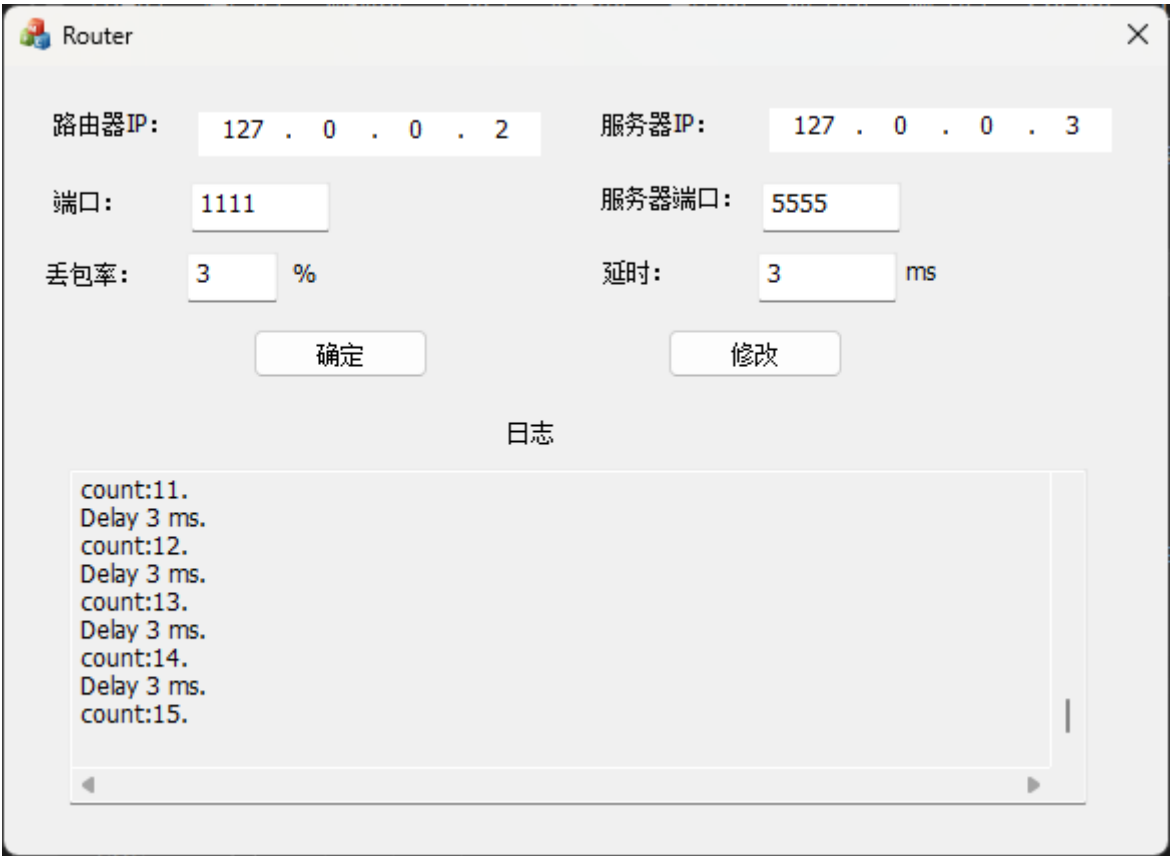 Router
路由器IP： 127 . 0 . 0 . 2 服务器IP： 127 . 0 . 0 . 3
端口： 1111 服务器端口： 5555
丢包率： 3 % 延时： 3 ms
确定 修改
日志
count:11.
Delay 3 ms.
count:12.
Delay 3 ms.
count:13.
Delay 3 ms.
count:14.
Delay 3 ms.
count:15.